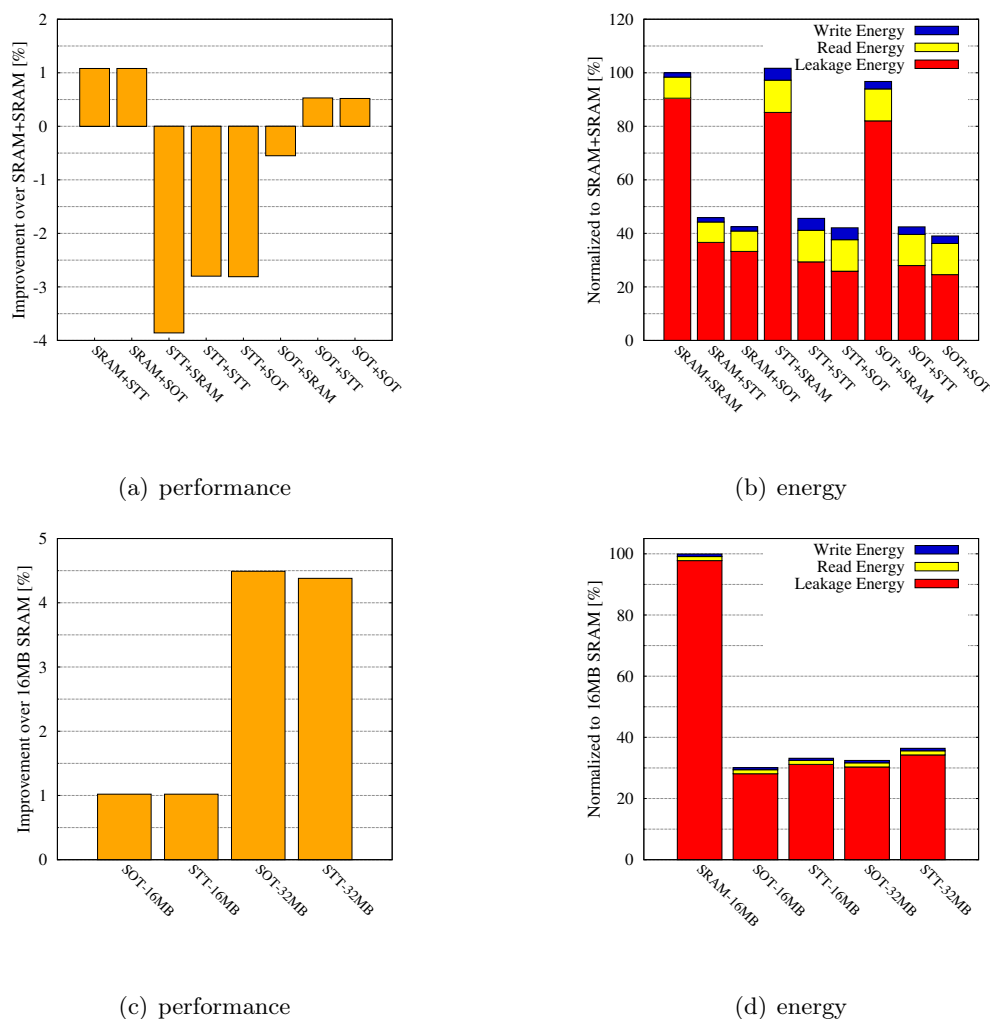 Improvement over SRAM+SRAM [%]
2
1
0
-1
-2
-3
-4
SRAM+STT
SRAM+SOT
STT+SRAM
STT+STT
STT+SOT
SOT+SRAM
SOT+STT
SOT+SOT
(a) performance
Normalized to SRAM+SRAM [%]
120
100
80
60
40
20
0
Write Energy
Read Energy
Leakage Energy
SRAM+SRAM
SRAM+STT
SRAM+SOT
STT+SRAM
STT+STT
STT+SOT
SOT+SRAM
SOT+STT
SOT+SOT
(b) energy
Improvement over 16MB SRAM [%]
5
4
3
2
1
0
SOT-16MB
STT-16MB
SOT-32MB
STT-32MB
(c) performance
Normalized to 16MB SRAM [%]
100
80
60
40
20
0
Write Energy
Read Energy
Leakage Energy
SRAM-16MB
SOT-16MB
STT-16MB
SOT-32MB
STT-32MB
(d) energy